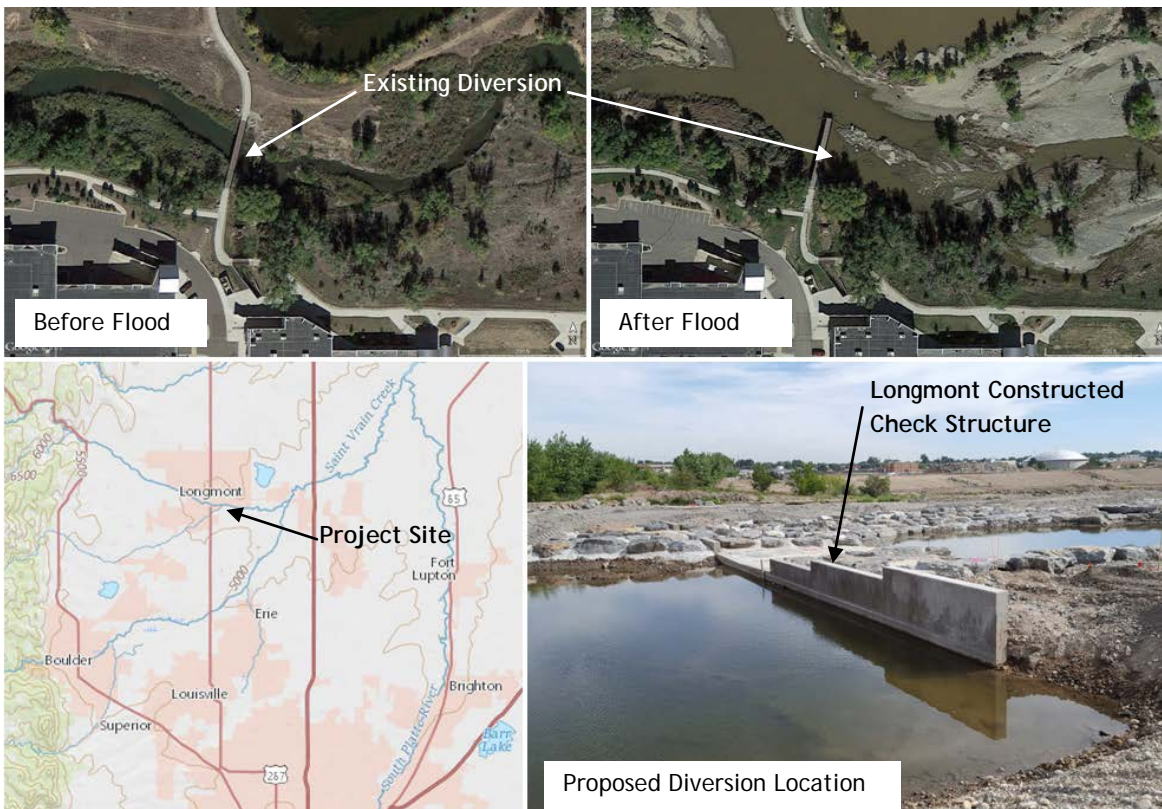 Existing Diversion
Before Flood
After Flood
N
6000
6500
5500
Longmont
Saint Vrain Creek
85
Project Site
5000
Fort
Lupton
Erie
Boulder
Louisville
Superior
Brighton
South Platte River
Barr
Lake
287
Longmont Constructed
Check Structure
Proposed Diversion Location